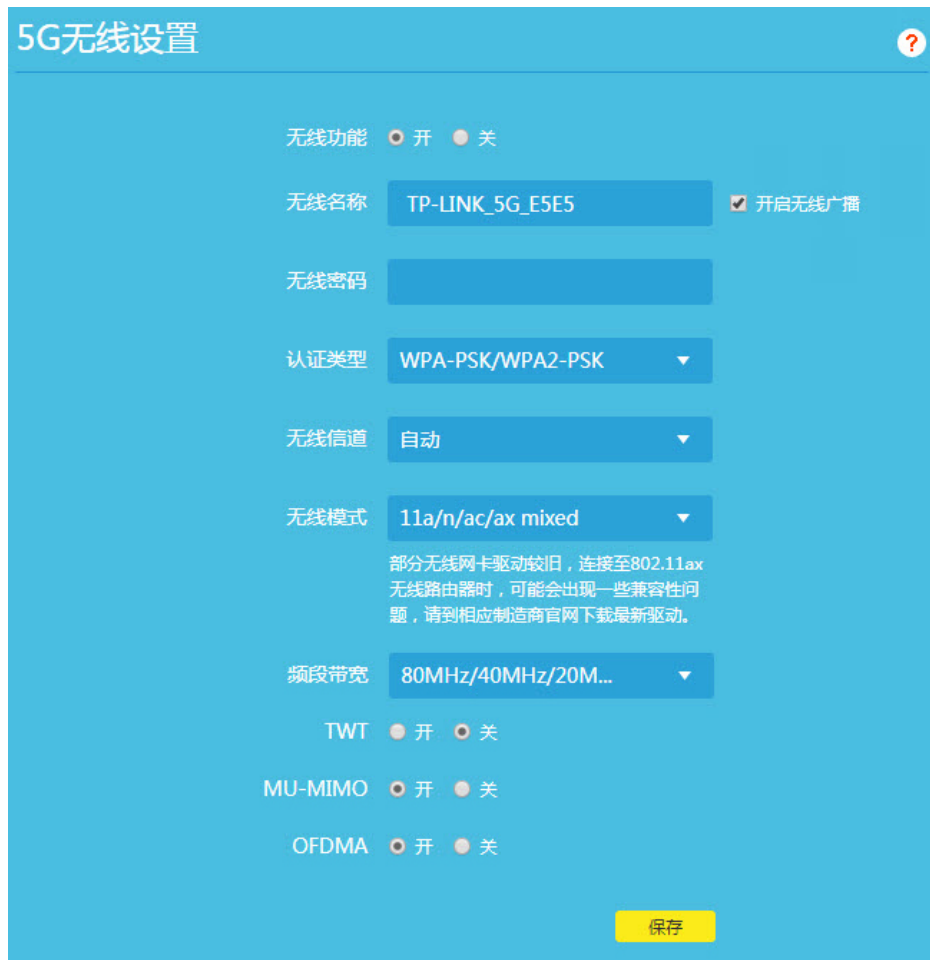 5G无线设置
?
无线功能 开 关
无线名称 TP-LINK_5G_E5E5 开启无线广播
无线密码
认证类型 WPA-PSK/WPA2-PSK
无线信道 自动
无线模式 11a/n/ac/ax mixed
部分无线网卡驱动较旧，连接至802.11ax
无线路由器时，可能会出现一些兼容性问
题，请到相应制造商官网下载最新驱动。
频段带宽 80MHz/40MHz/20M...
TWT 开 关
MU-MIMO 开 关
OFDMA 开 关
保存